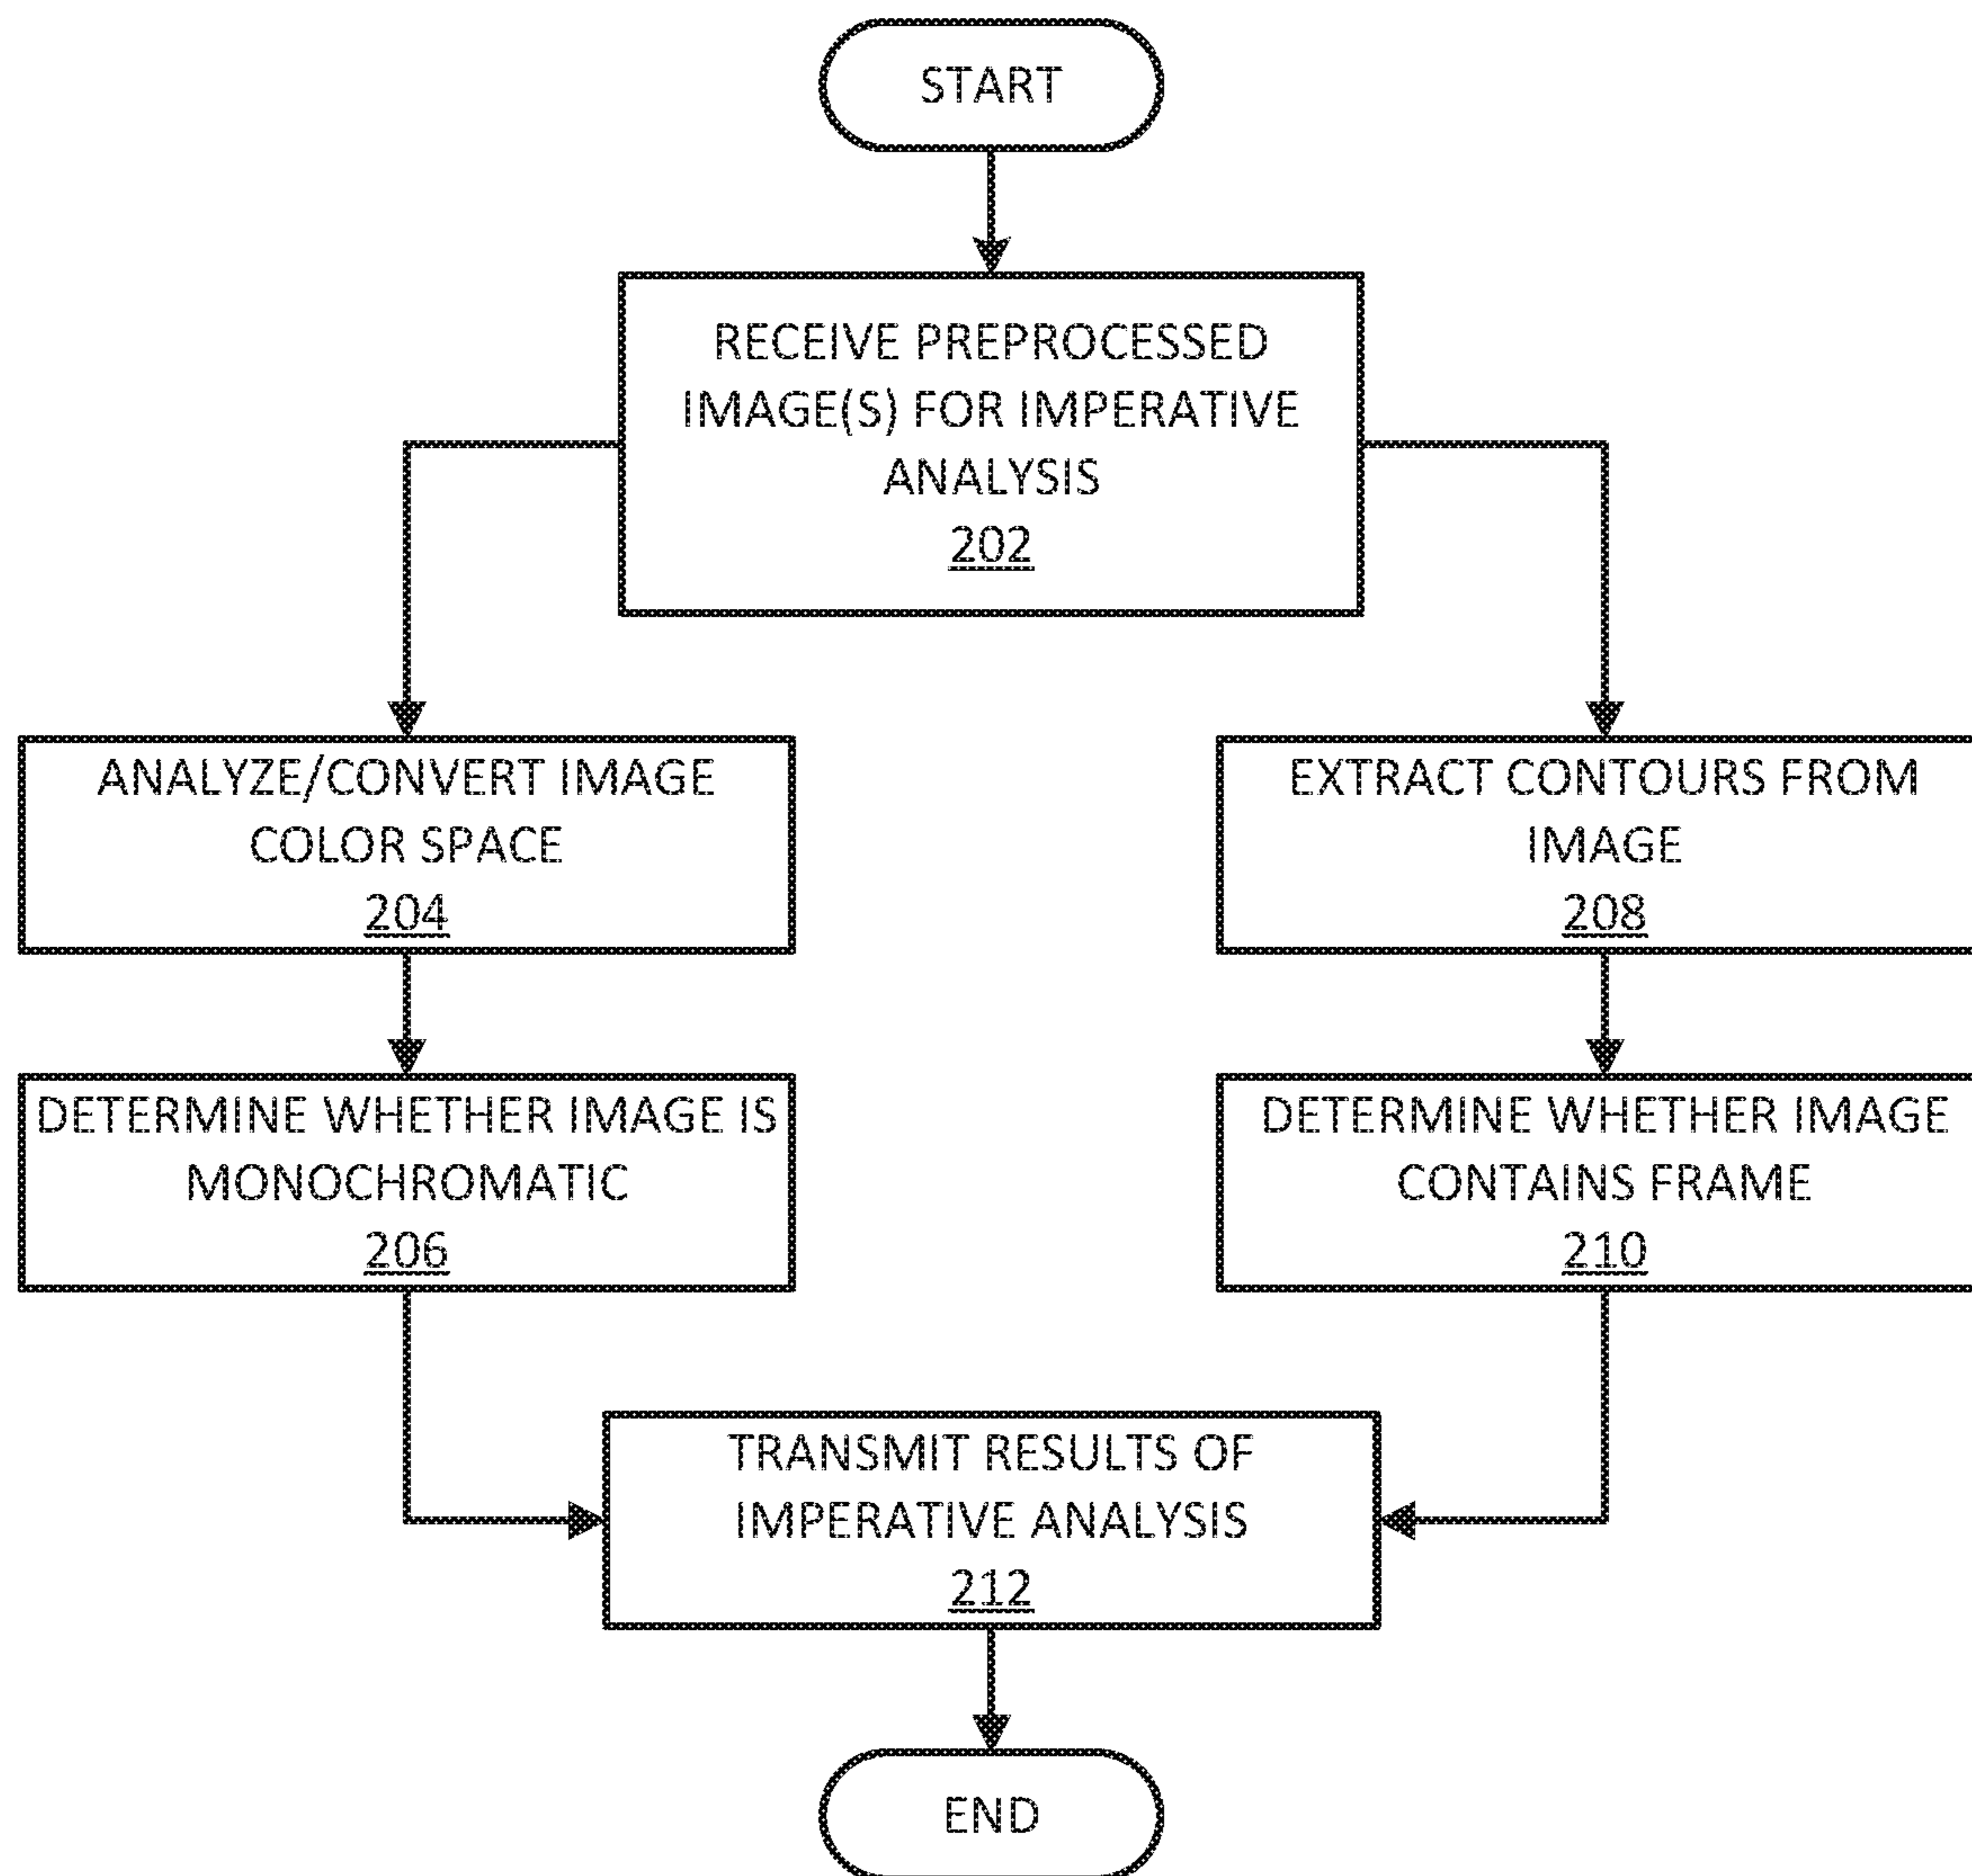 START
RECEIVE PREPROCESSED
IMAGE(S) FOR IMPERATIVE
ANALYSIS
202
ANALYZE/CONVERT IMAGE
COLOR SPACE
204
DETERMINE WHETHER IMAGE IS
MONOCHROMATIC
206
EXTRACT CONTOURS FROM
IMAGE
208
DETERMINE WHETHER IMAGE
CONTAINS FRAME
210
TRANSMIT RESULTS OF
IMPERATIVE ANALYSIS
212
END